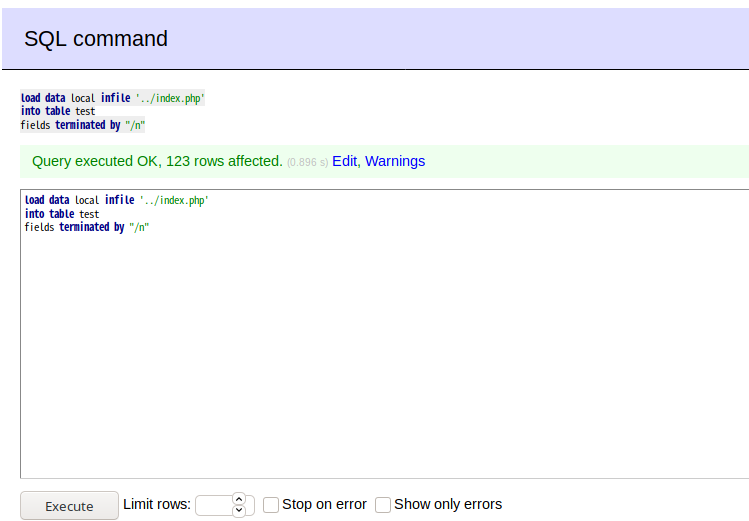 SQL command
load data local infile '../index.php'
into table test
fields terminated by "/n"
Query executed OK, 123 rows affected. (0.896 s) Edit, Warnings
load data local infile '../index.php'
into table test
fields terminated by "/n"
Execute Limit rows: Stop on error Show only errors